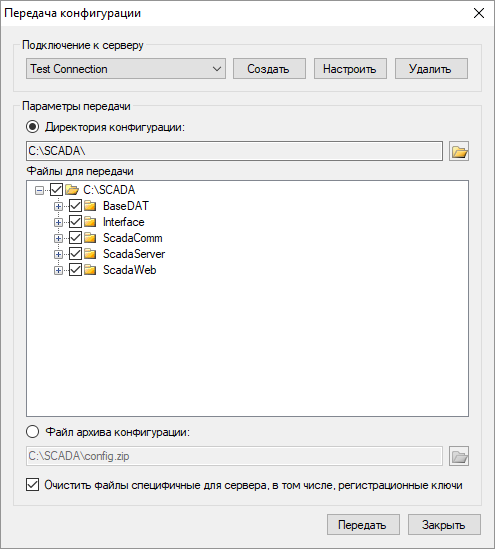 Передача конфигурации
Подключение к серверу
Test Connection
Создать
Настроить
Удалить
Параметры передачи
Директория конфигурации:
C:\SCADA\
Файлы для передачи
C:\SCADA
BaseDAT
Interface
ScadaComm
ScadaServer
ScadaWeb
Файл архива конфигурации:
C:\SCADA\config.zip
Очистить файлы специфичные для сервера, в том числе, регистрационные ключи
Передать
Закрыть